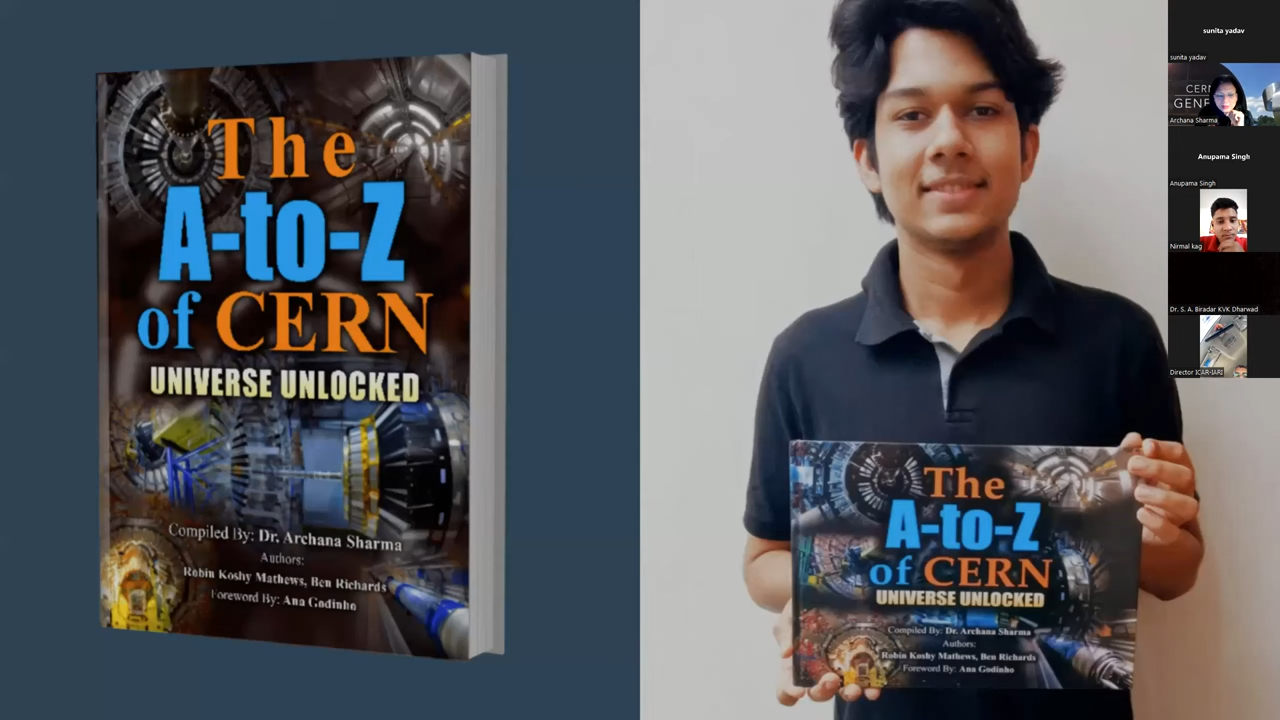 The
A-to-Z
of CERN
UNIVERSE UNLOCKED
Compiled By: Dr. Archana Sharma
Authors:
Robin Koshy Mathews, Ben Richards
Foreword By: Ana Godinho
The
A-to-Z
of CERN
UNIVERSE UNLOCKED
Compiled By: Dr. Archana Sharma
Authors:
Robin Koshy Mathews, Ben Richards
Foreword By: Ana Godinho
sunita yadav
sunita yadav
CER
GENE
Archana Sharma
Anupama Singh
Anupama Singh
Nirmal kag
Dr. S. A. Biradar KVK Dharwad
Director ICAR-IARI